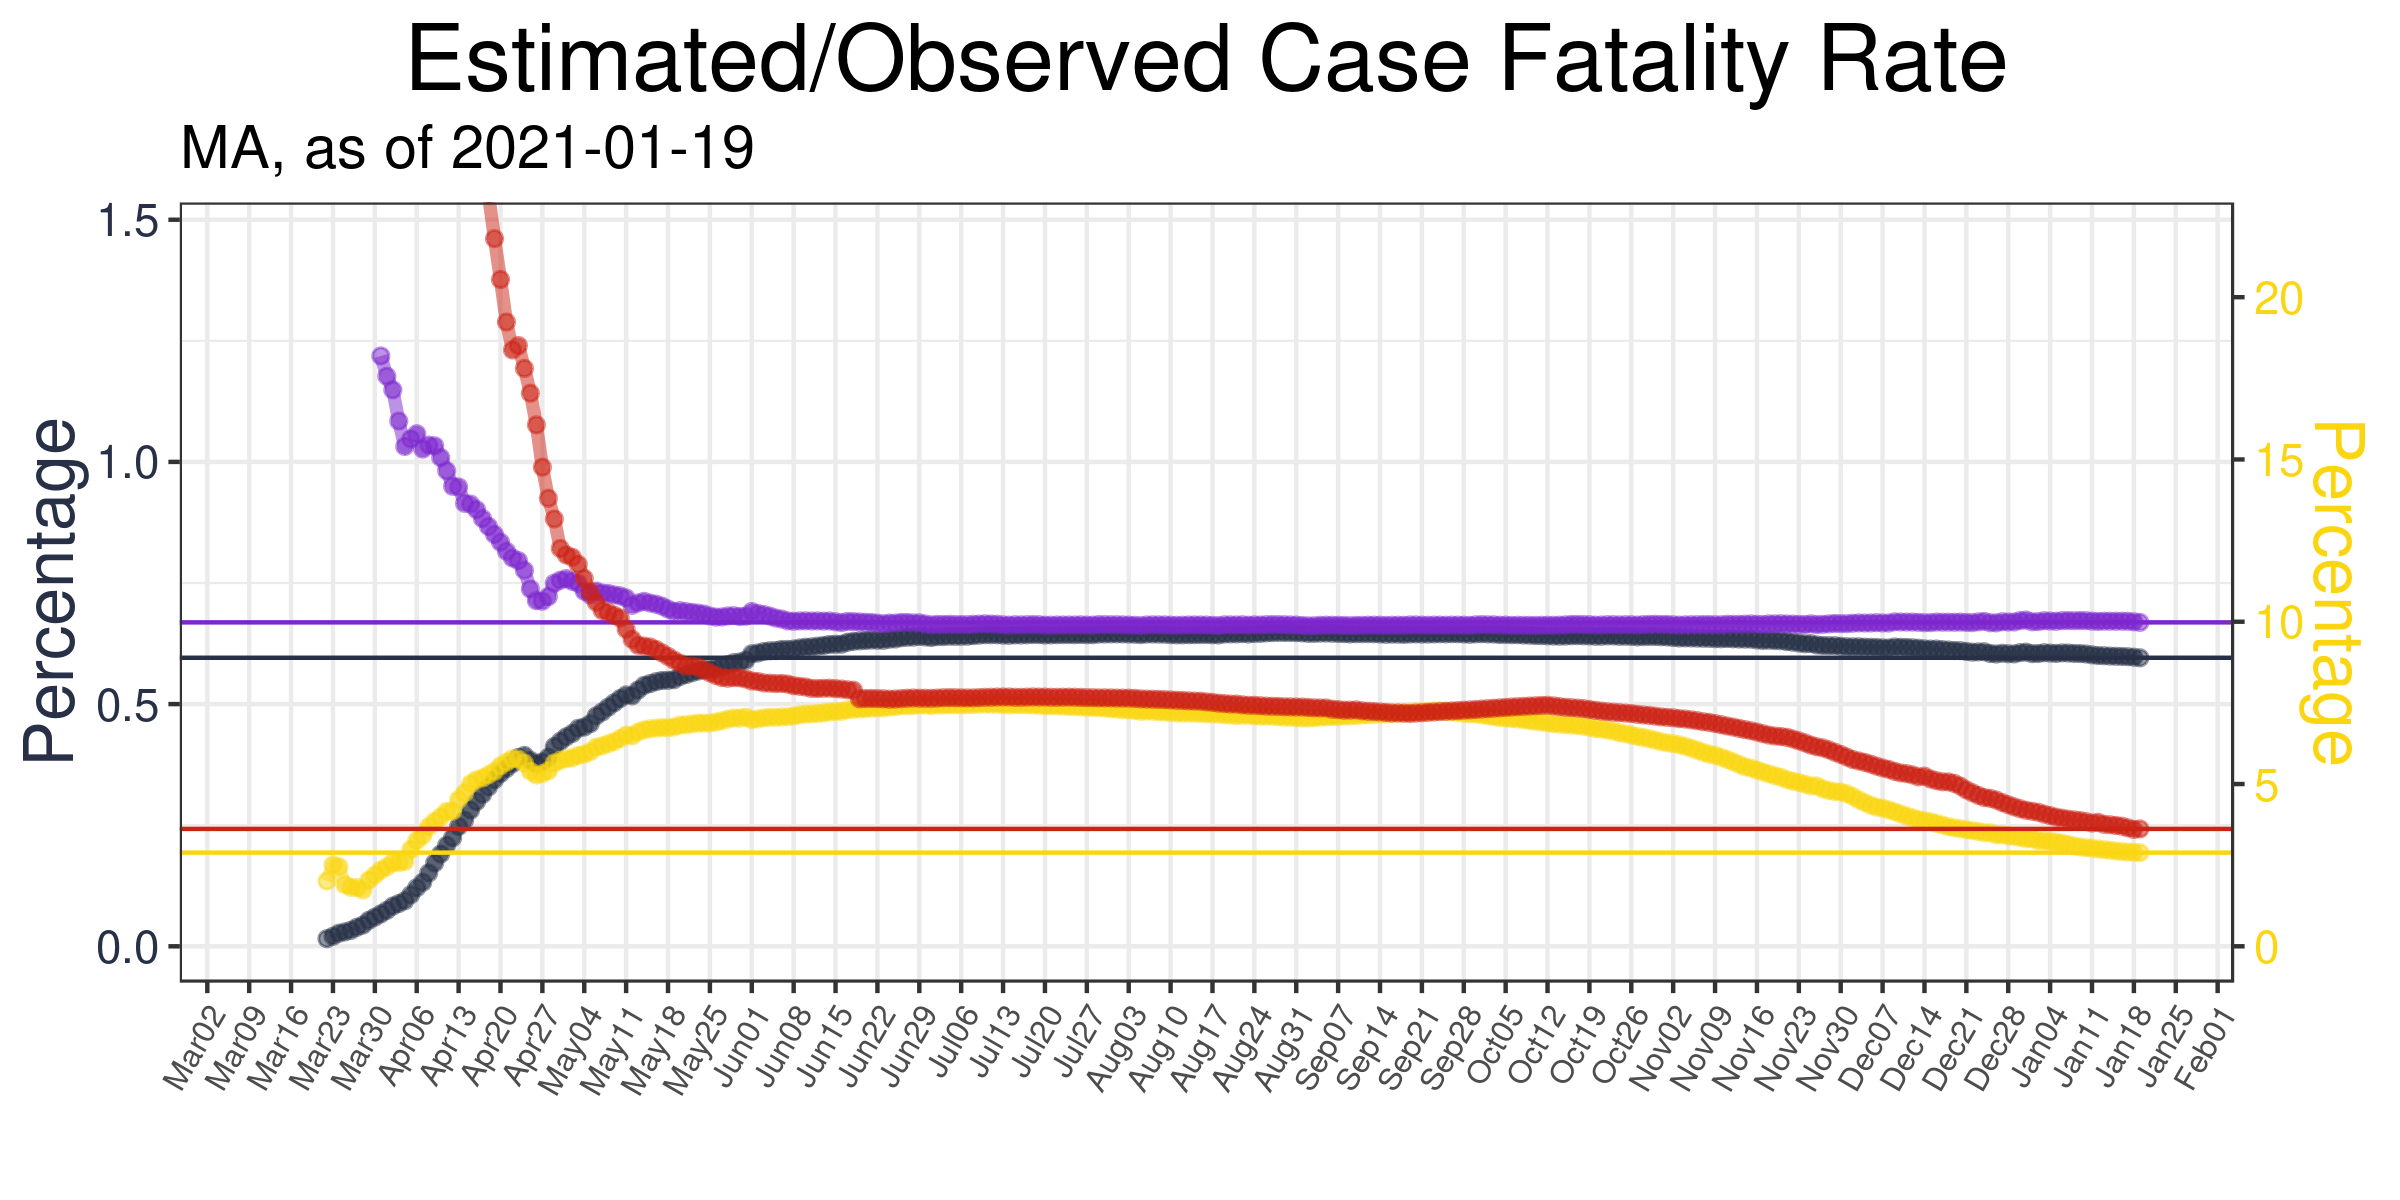 Estimated/Observed Case Fatality Rate
MA, as of 2021-01-19
Percentage
1.5
1.0
0.5
0.0
20
15
10
5
0
Percentage
Mar02
Mar09
Mar16
Mar23
Mar30
Apr06
Apr13
Apr20
Apr27
May04
May11
May18
May25
Jun01
Jun08
Jun15
Jun22
Jun29
Jul06
Jul13
Jul20
Jul27
Aug03
Aug10
Aug17
Aug24
Aug31
Sep07
Sep14
Sep21
Sep28
Oct05
Oct12
Oct19
Oct26
Nov02
Nov09
Nov16
Nov23
Nov30
Dec07
Dec14
Dec21
Dec28
Jan04
Jan11
Jan18
Jan25
Feb01